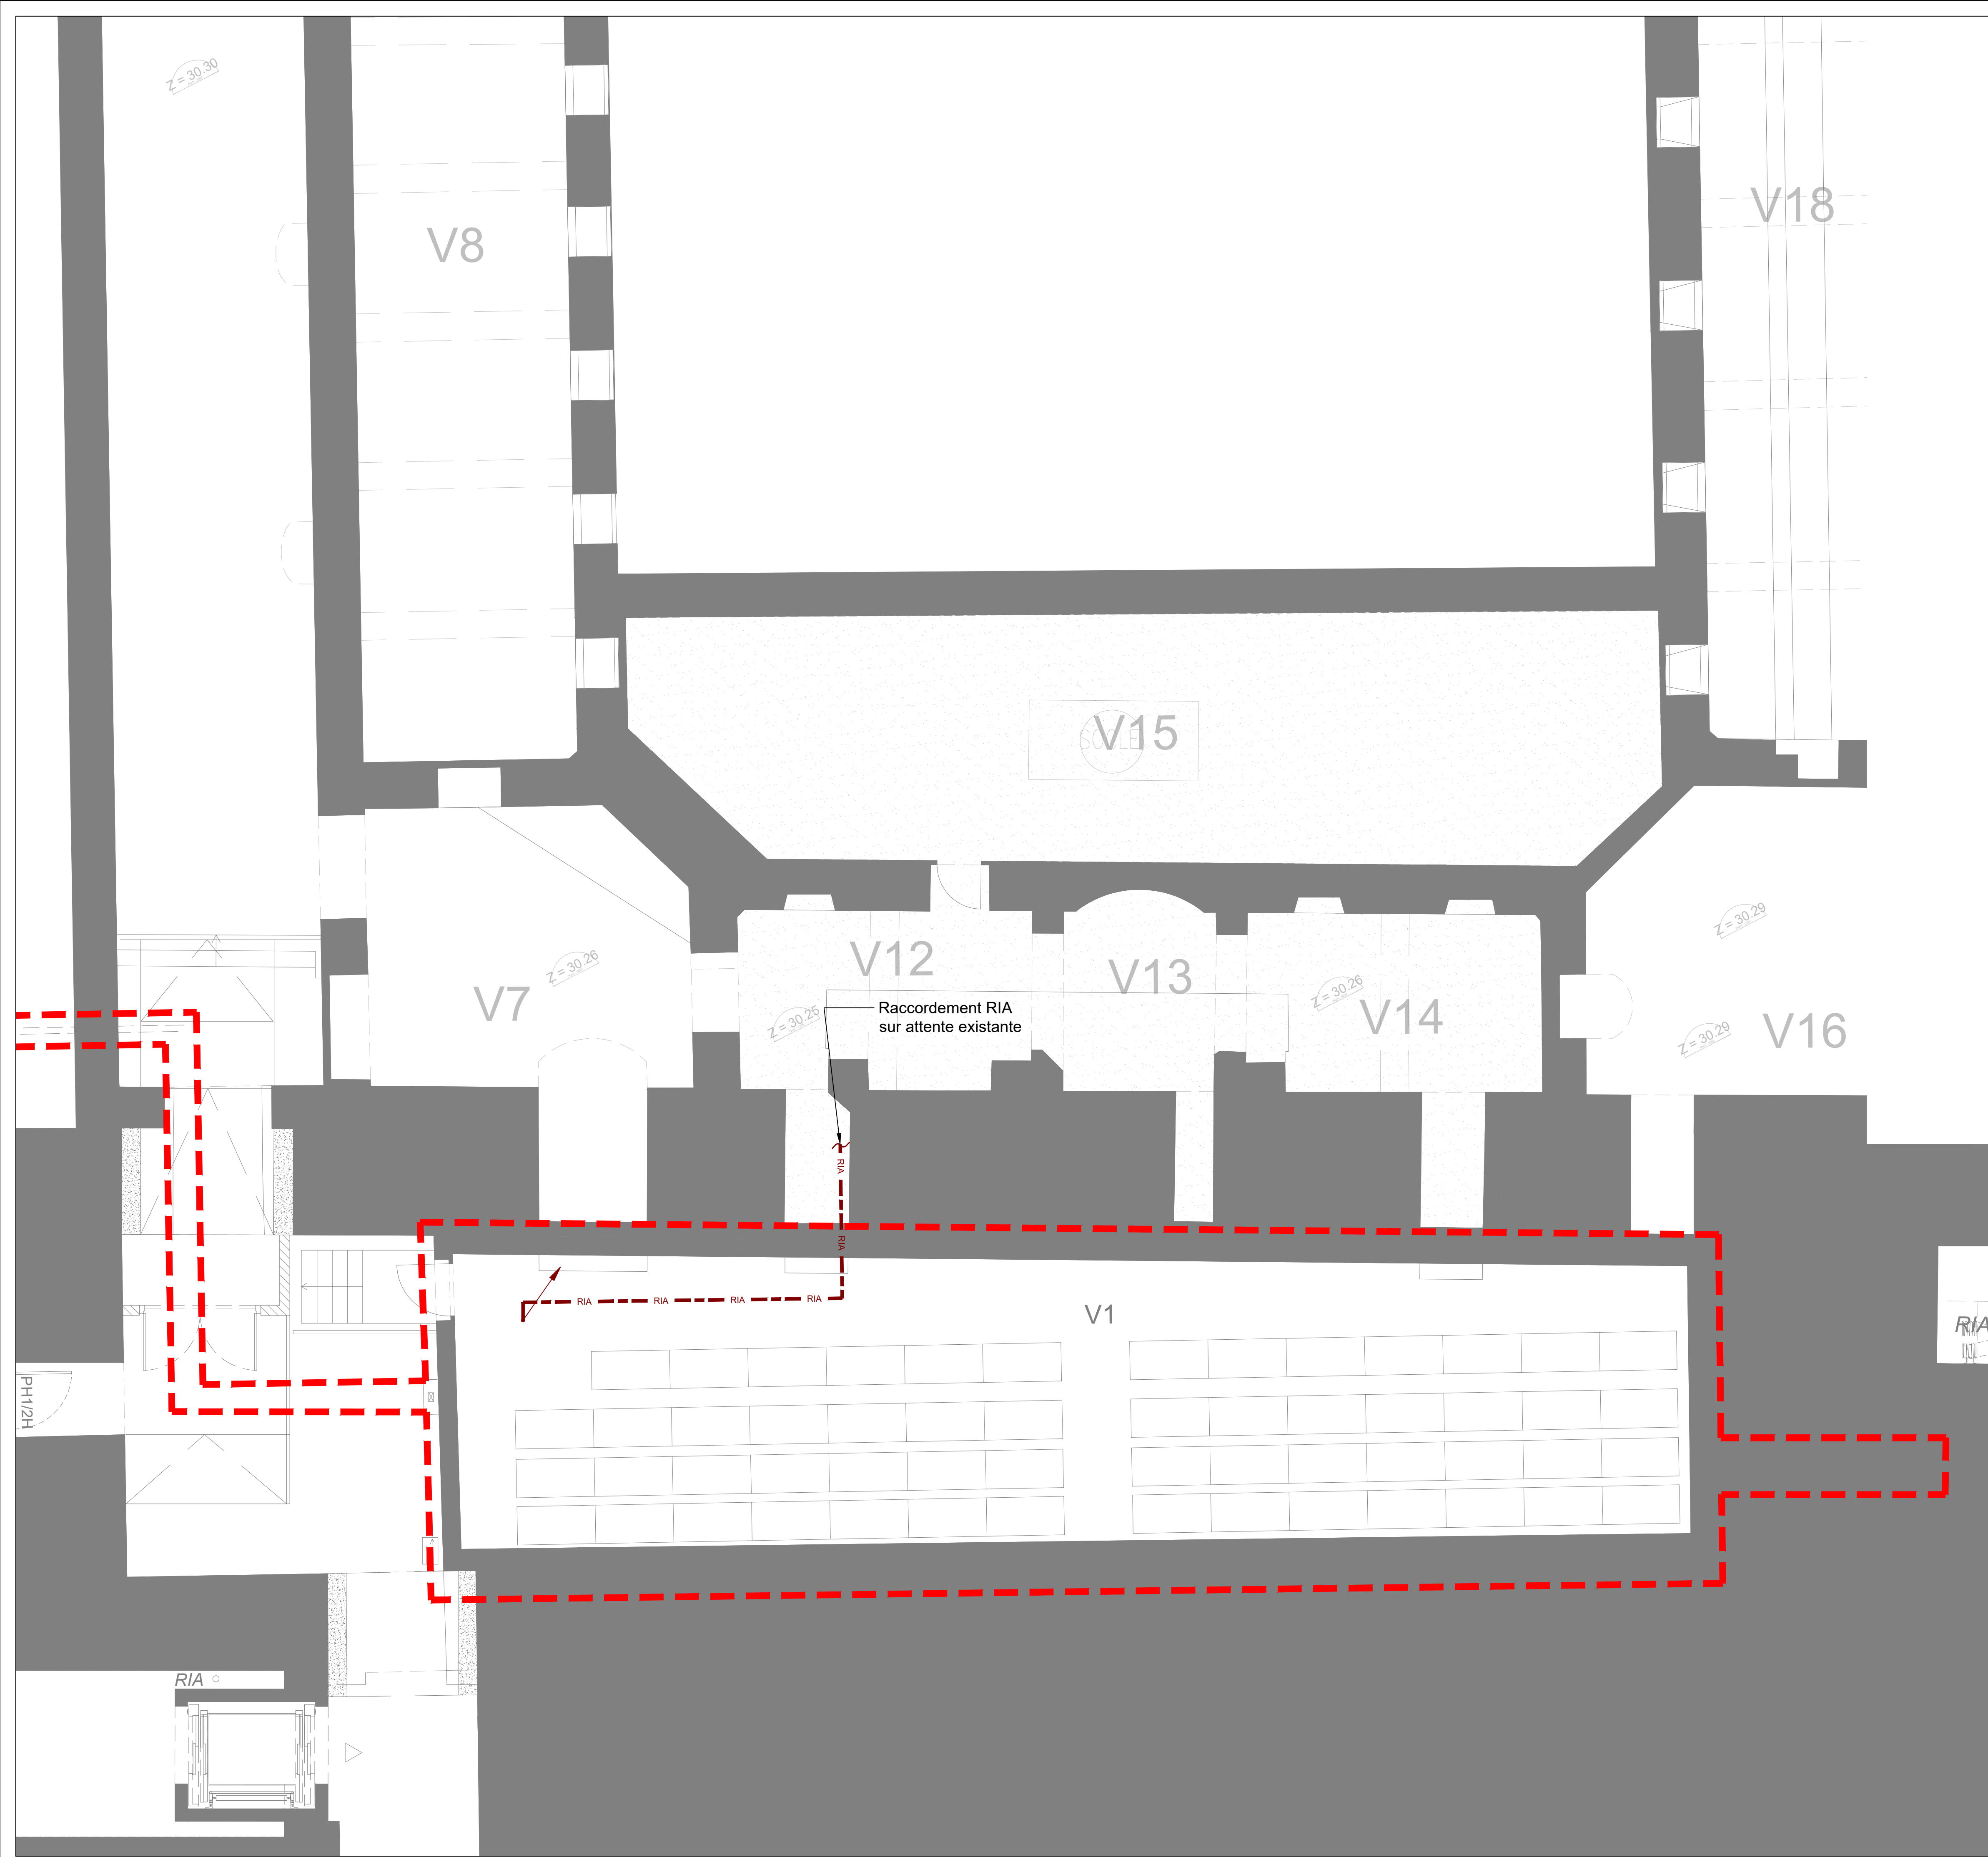 Z = 30.30
V8
V18
V15
SOCLE
Z = 30.29
V12
V13
Z = 30.26
V7
Z = 30.25
Raccordement RIA
sur attente existante
Z = 30.26
V14
Z = 30.29
V16
RIA
RIA
RIA
RIA
RIA
RIA
V1
RIA
PH1/2H
RIA